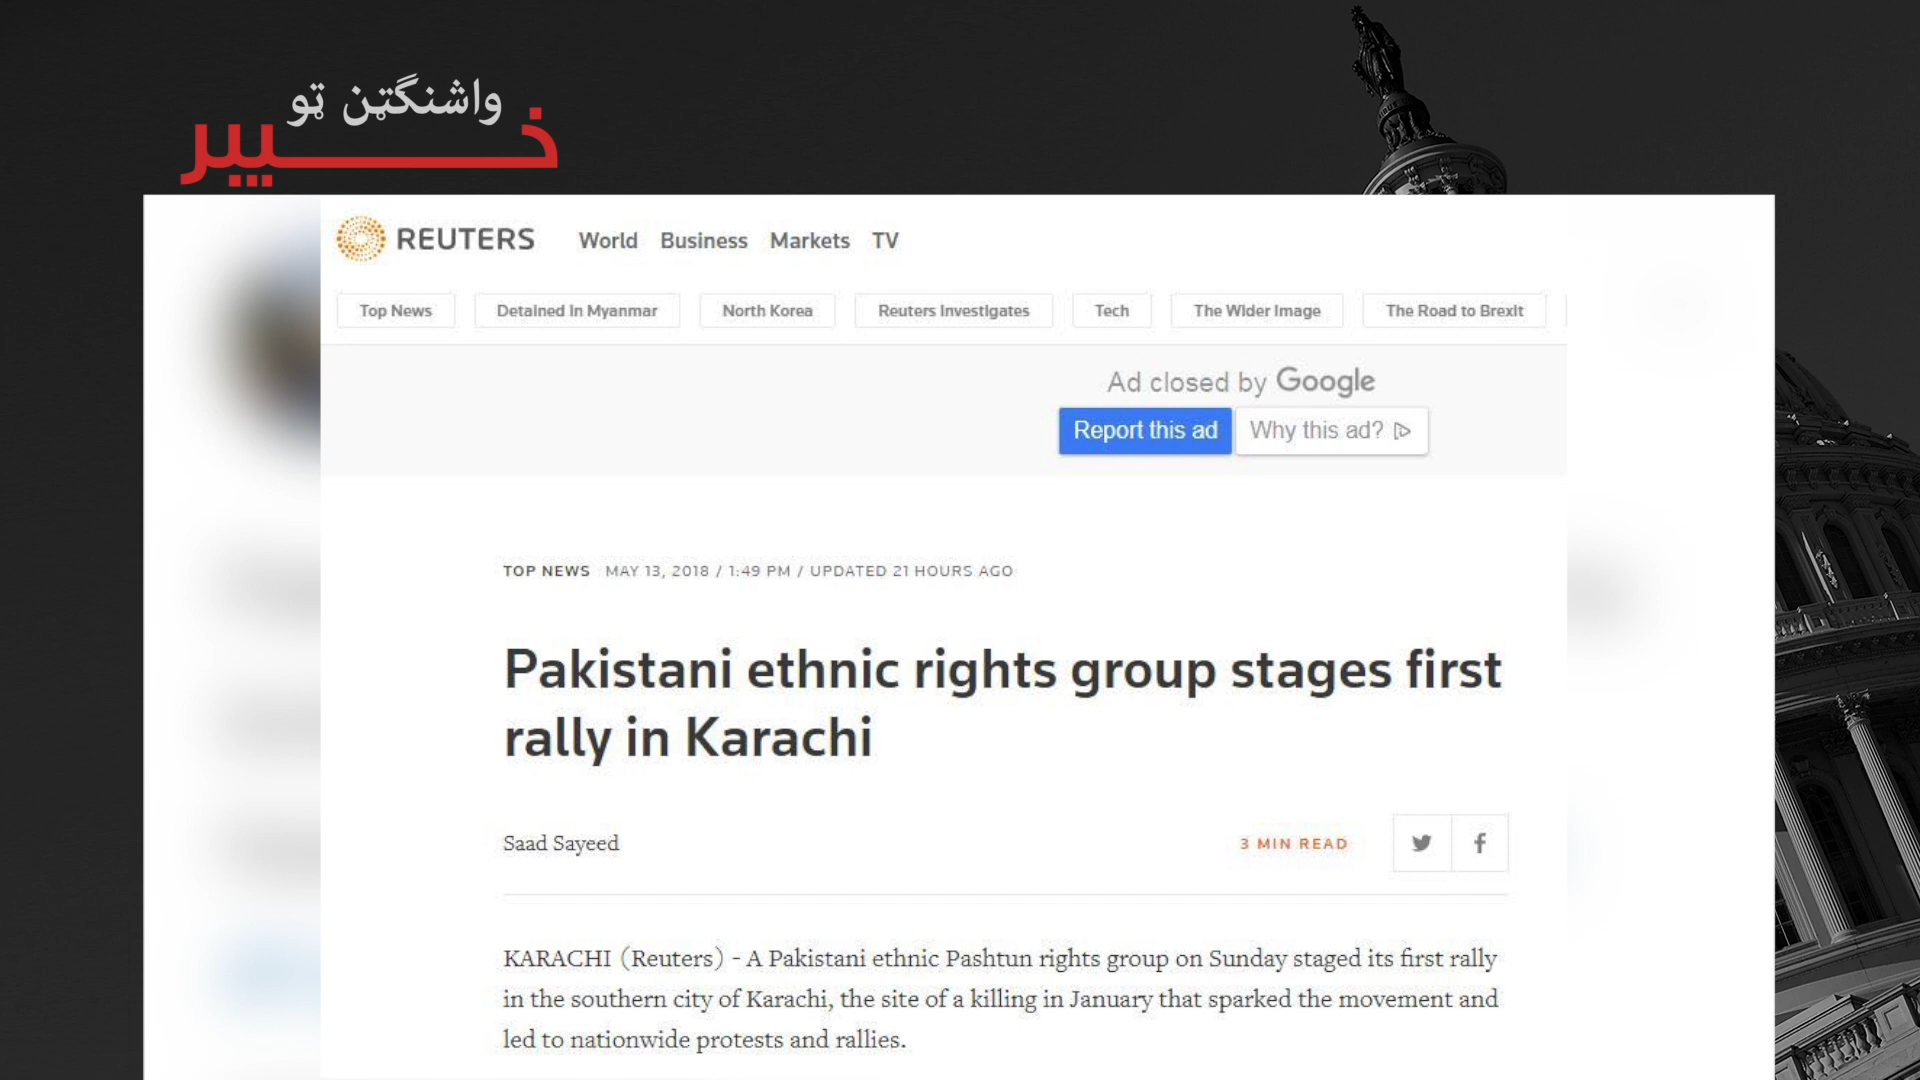 واشنگټن ټو
خیبر
REUTERS World Business Markets TV
Top News Detained in Myanmar North Korea Reuters Investigates Tech The Wider Image The Road to Brexit
Ad closed by Google
Report this ad Why this ad?
TOP NEWS MAY 13, 2018 / 1:49 PM / UPDATED 21 HOURS AGO
Pakistani ethnic rights group stages first
rally in Karachi
Saad Sayeed 3 MIN READ
KARACHI (Reuters) - A Pakistani ethnic Pashtun rights group on Sunday staged its first rally
in the southern city of Karachi, the site of a killing in January that sparked the movement and
led to nationwide protests and rallies.